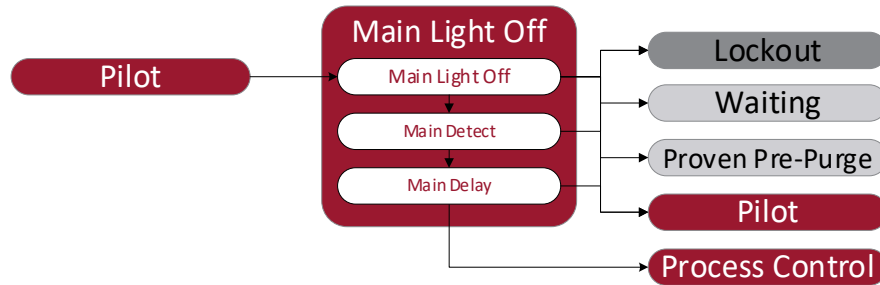 Pilot
Main Light Off
Main Light Off
Main Detect
Main Delay
Lockout
Waiting
Proven Pre-Purge
Pilot
Process Control